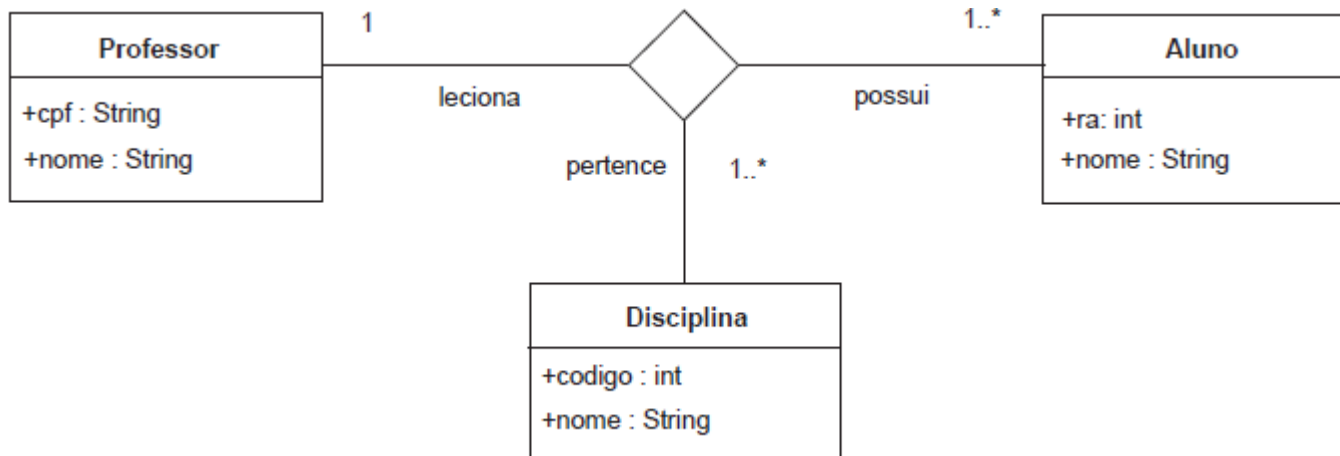 1
1..*
Professor
Aluno
+cpf : String
+nome : String
leciona
possui
+ra: int
+nome : String
pertence
1..*
Disciplina
+codigo : int
+nome : String